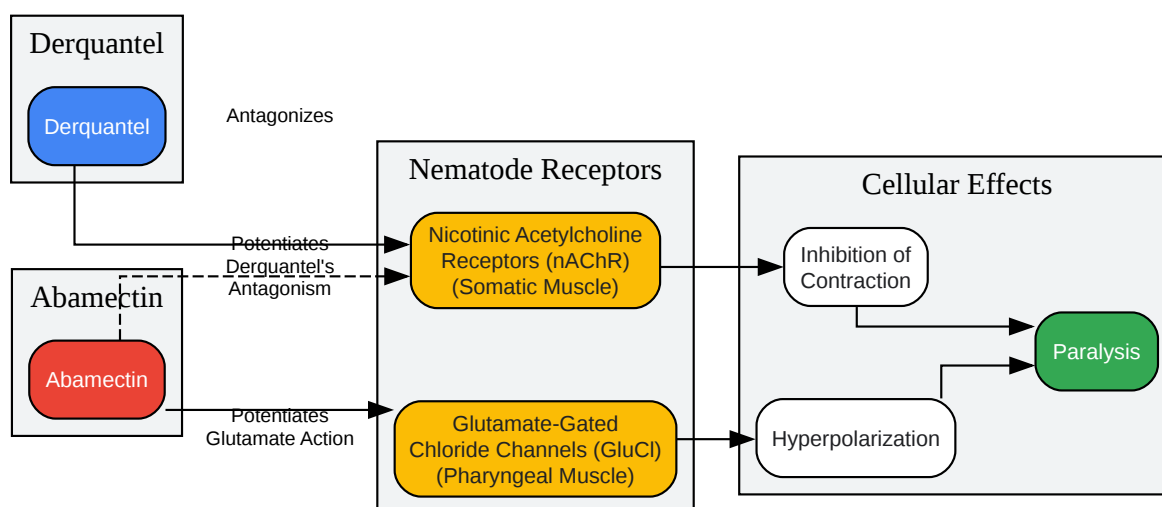 Derquantel
Derquantel
Antagonizes
Nematode Receptors
Cellular Effects
Nicotinic Acetylcholine
Receptors (nAChR)
(Somatic Muscle)
Potentiates
Derquantel's
Antagonism
Inhibition of
Contraction
Abamectin
Abamectin
Paralysis
Potentiates
Glutamate Action
Glutamate-Gated
Chloride Channels (GluCl)
(Pharyngeal Muscle)
Hyperpolarization